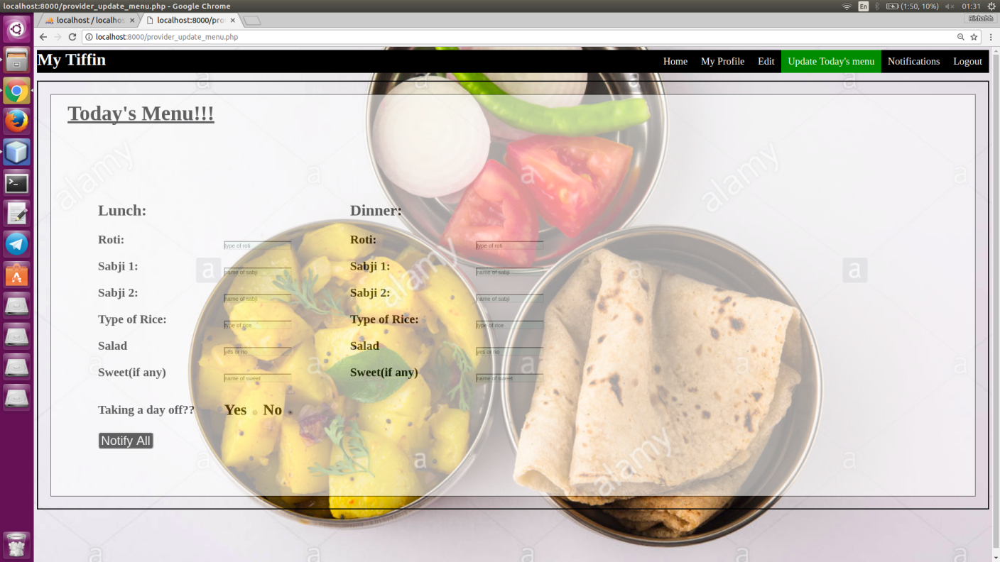 localhost:8000/provider_update_menu.php - Google Chrome
En
(1:50, 10%)
01:31
localhost / localhos
localhost:8000/pro
Rishabh
localhost:8000/provider_update_menu.php
My Tiffin
Home
My Profile
Edit
Update Today's menu
Notifications
Logout
Today's Menu!!!
Lunch:
Dinner:
Roti:
type of roti
Roti:
type of roti
Sabji 1:
name of sabji
Sabji 1:
name of sabji
Sabji 2:
name of sabji
Sabji 2:
name of sabji
Type of Rice:
type of rice
Type of Rice:
type of rice
Salad
yes or no
Salad
yes or no
Sweet(if any)
name of sweet
Sweet(if any)
name of sweet
Taking a day off??
Yes
No
Notify All
alamy
alamy
alamy
alamy
a
a
a
a
a
a
a
a
a
a
a
a
a
a